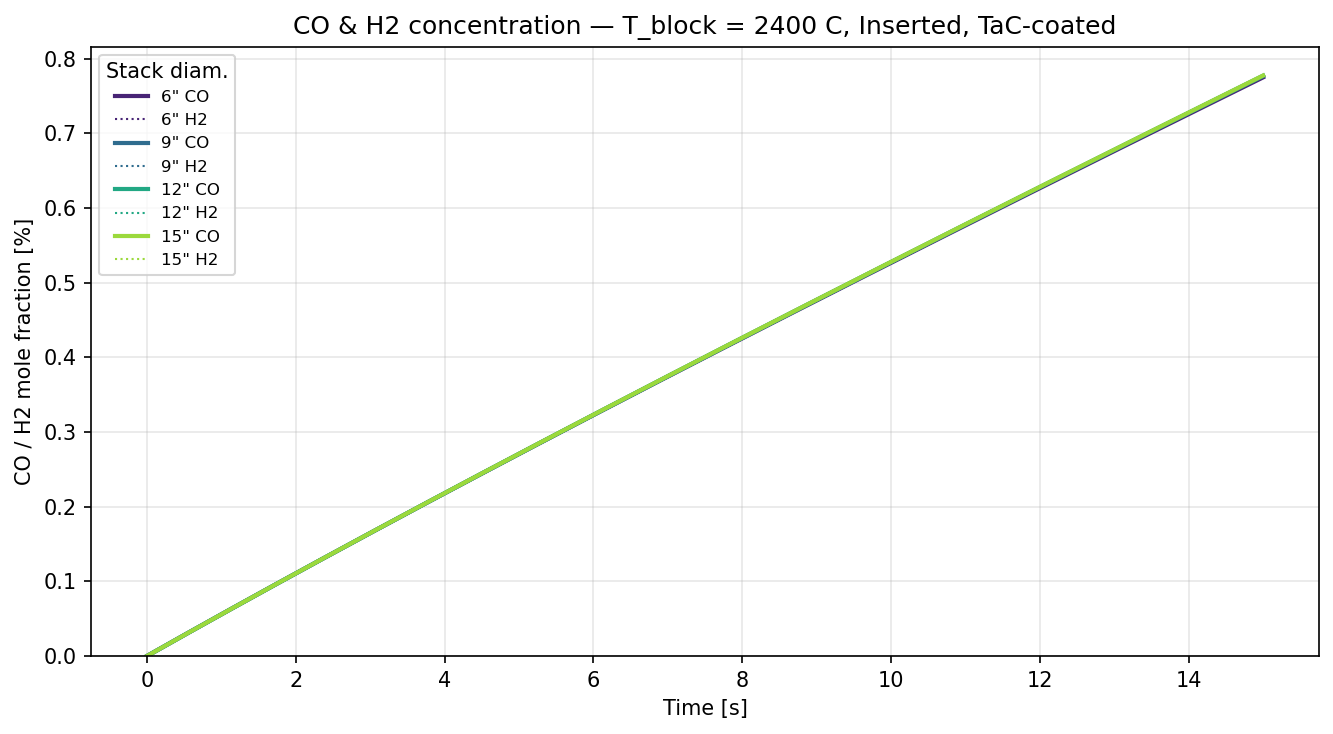 CO & H2 concentration — T_block = 2400 C, Inserted, TaC-coated
Stack diam.
6" CO
6" H2
9" CO
9" H2
12" CO
12" H2
15" CO
15" H2
CO / H2 mole fraction [%]
0.8
0.7
0.6
0.5
0.4
0.3
0.2
0.1
0.0
0 2 4 6 8 10 12 14
Time [s]